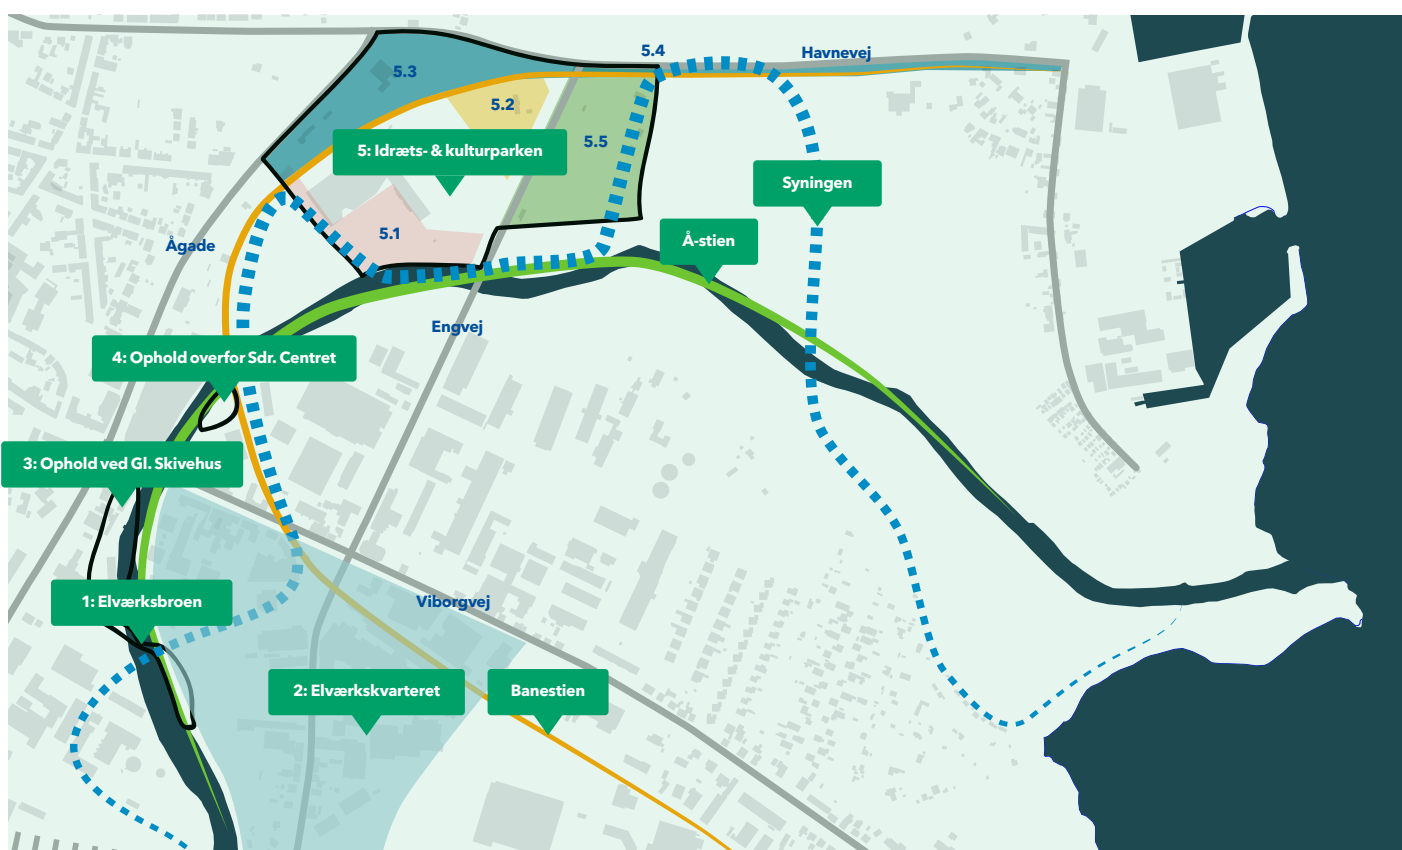 5.4
Havnevej
5.3
5.2
5.5
5: Idræts- & kulturparken
Syningen
5.1
Ågade
Å-stien
Engvej
4: Ophold overfor Sdr. Centret
3: Ophold ved Gl. Skivehus
1: Elværksbroen
Viborgvej
2: Elværkskvarteret
Banestien